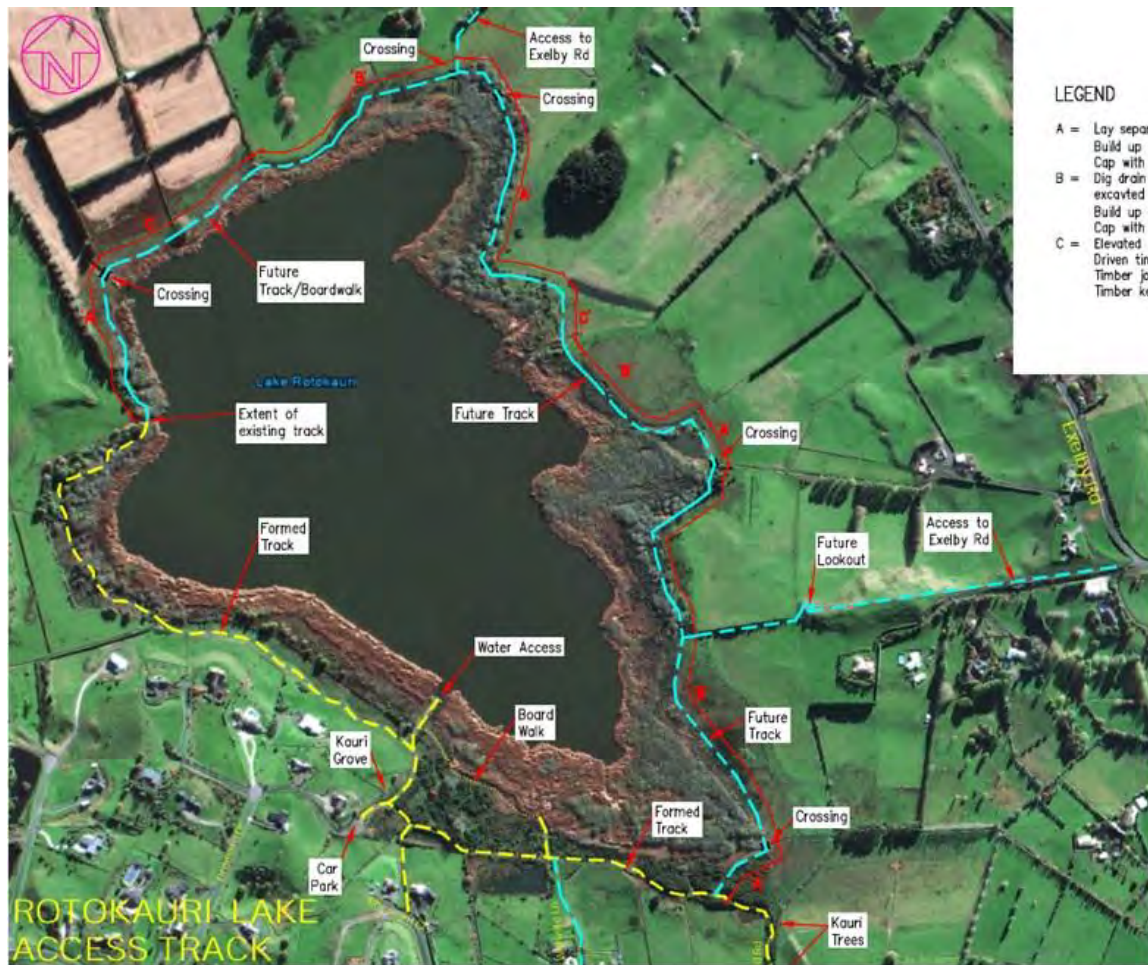 N
Crossing
Access to
Exelby Rd
Crossing
'B'
'A'
LEGEND
A = Lay separ
Build up
Cap with
B = Dig drain
excavted
Build up
Cap with
C = Elevated
Driven tim
Timber jo
Timber k
Future
Track/Boardwalk
Crossing
Lake Rotokauri
Extent of
existing track
Future Track
'B'
Crossing
Exelby Rd
Formed
Track
Future
Lookout
Access to
Exelby Rd
Water Access
Board
Walk
Future
Track
Kauri
Grove
Formed
Track
Crossing
Car
Park
Kauri
Trees
ROTOKAURI LAKE
ACCESS TRACK